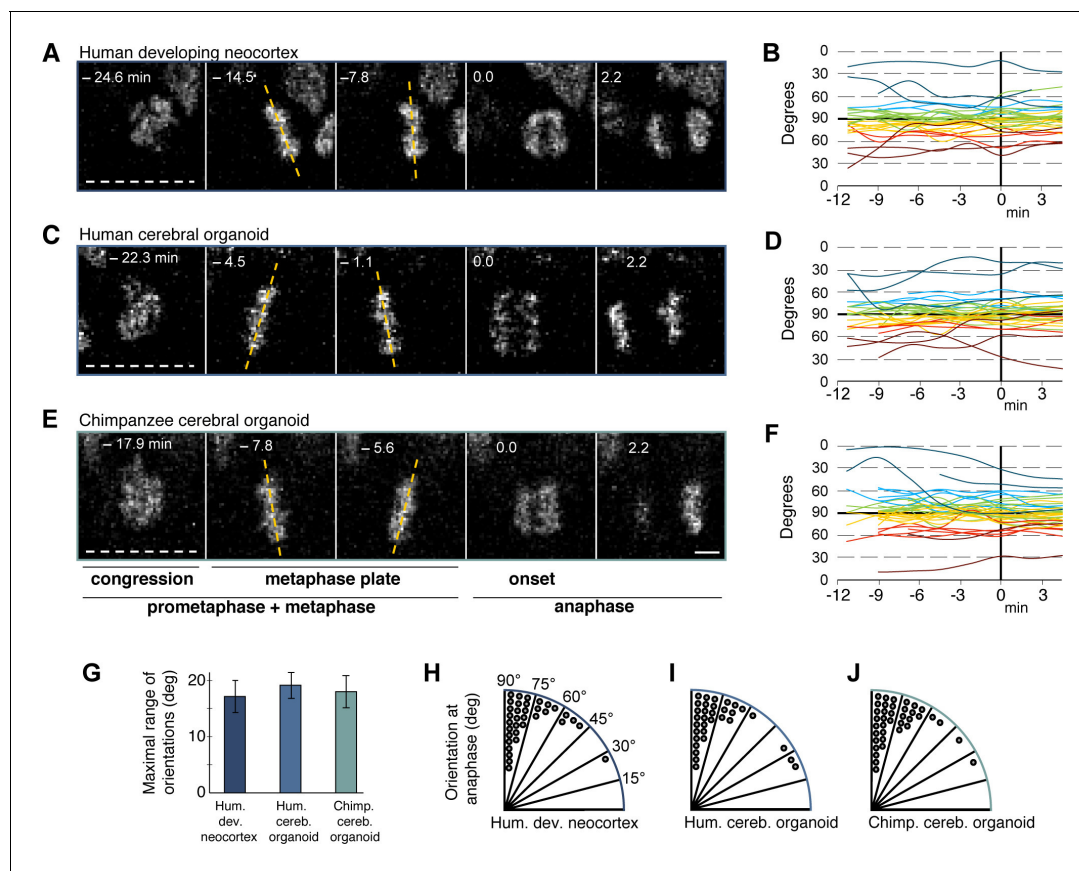 A Human developing neocortex
– 24.6 min – 14.5 –7.8 0.0 2.2
B
0
30
60
90
60
30
0
Degrees
-12 -9 -6 -3 0 3
min
C Human cerebral organoid
– 22.3 min – 4.5 – 1.1 0.0 2.2
D
0
30
60
90
60
30
0
Degrees
-12 -9 -6 -3 0 3
min
E Chimpanzee cerebral organoid
– 17.9 min – 7.8 – 5.6 0.0 2.2
F
0
30
60
90
60
30
0
Degrees
-12 -9 -6 -3 0 3
min
congression metaphase plate onset
prometaphase + metaphase anaphase
G
Maximal range of
orientations (deg)
20
10
0
Hum.
dev.
neocortex
Hum.
cereb.
organoid
Chimp.
cereb.
organoid
H
Orientation at
anaphase (deg)
90°
75°
60°
45°
30°
15°
Hum. dev. neocortex
I
Hum. cereb. organoid
J
Chimp. cereb. organoid